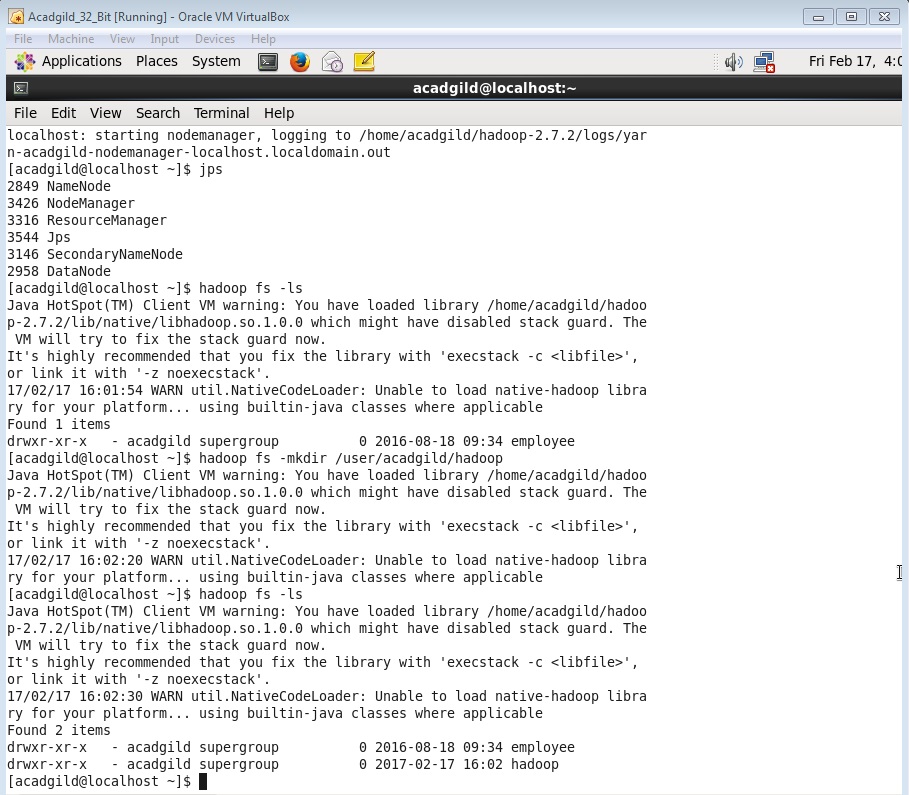 Acadgild_32_Bit [Running] - Oracle VM VirtualBox
File Machine View Input Devices Help
Applications Places System Fri Feb 17, 4:0
acadgild@localhost:~
File Edit View Search Terminal Help
localhost: starting nodemanager, logging to /home/acadgild/hadoop-2.7.2/logs/yar
n-acadgild-nodemanager-localhost.localdomain.out
[acadgild@localhost ~]$ jps
2849 NameNode
3426 NodeManager
3316 ResourceManager
3544 Jps
3146 SecondaryNameNode
2958 DataNode
[acadgild@localhost ~]$ hadoop fs -ls
Java HotSpot(TM) Client VM warning: You have loaded library /home/acadgild/hadoo
p-2.7.2/lib/native/libhadoop.so.1.0.0 which might have disabled stack guard. The
 VM will try to fix the stack guard now.
It's highly recommended that you fix the library with 'execstack -c <libfile>',
or link it with '-z noexecstack'.
17/02/17 16:01:54 WARN util.NativeCodeLoader: Unable to load native-hadoop libra
ry for your platform... using builtin-java classes where applicable
Found 1 items
drwxr-xr-x   - acadgild supergroup          0 2016-08-18 09:34 employee
[acadgild@localhost ~]$ hadoop fs -mkdir /user/acadgild/hadoop
Java HotSpot(TM) Client VM warning: You have loaded library /home/acadgild/hadoo
p-2.7.2/lib/native/libhadoop.so.1.0.0 which might have disabled stack guard. The
 VM will try to fix the stack guard now.
It's highly recommended that you fix the library with 'execstack -c <libfile>',
or link it with '-z noexecstack'.
17/02/17 16:02:20 WARN util.NativeCodeLoader: Unable to load native-hadoop libra
ry for your platform... using builtin-java classes where applicable
[acadgild@localhost ~]$ hadoop fs -ls
Java HotSpot(TM) Client VM warning: You have loaded library /home/acadgild/hadoo
p-2.7.2/lib/native/libhadoop.so.1.0.0 which might have disabled stack guard. The
 VM will try to fix the stack guard now.
It's highly recommended that you fix the library with 'execstack -c <libfile>',
or link it with '-z noexecstack'.
17/02/17 16:02:30 WARN util.NativeCodeLoader: Unable to load native-hadoop libra
ry for your platform... using builtin-java classes where applicable
Found 2 items
drwxr-xr-x   - acadgild supergroup          0 2016-08-18 09:34 employee
drwxr-xr-x   - acadgild supergroup          0 2017-02-17 16:02 hadoop
[acadgild@localhost ~]$